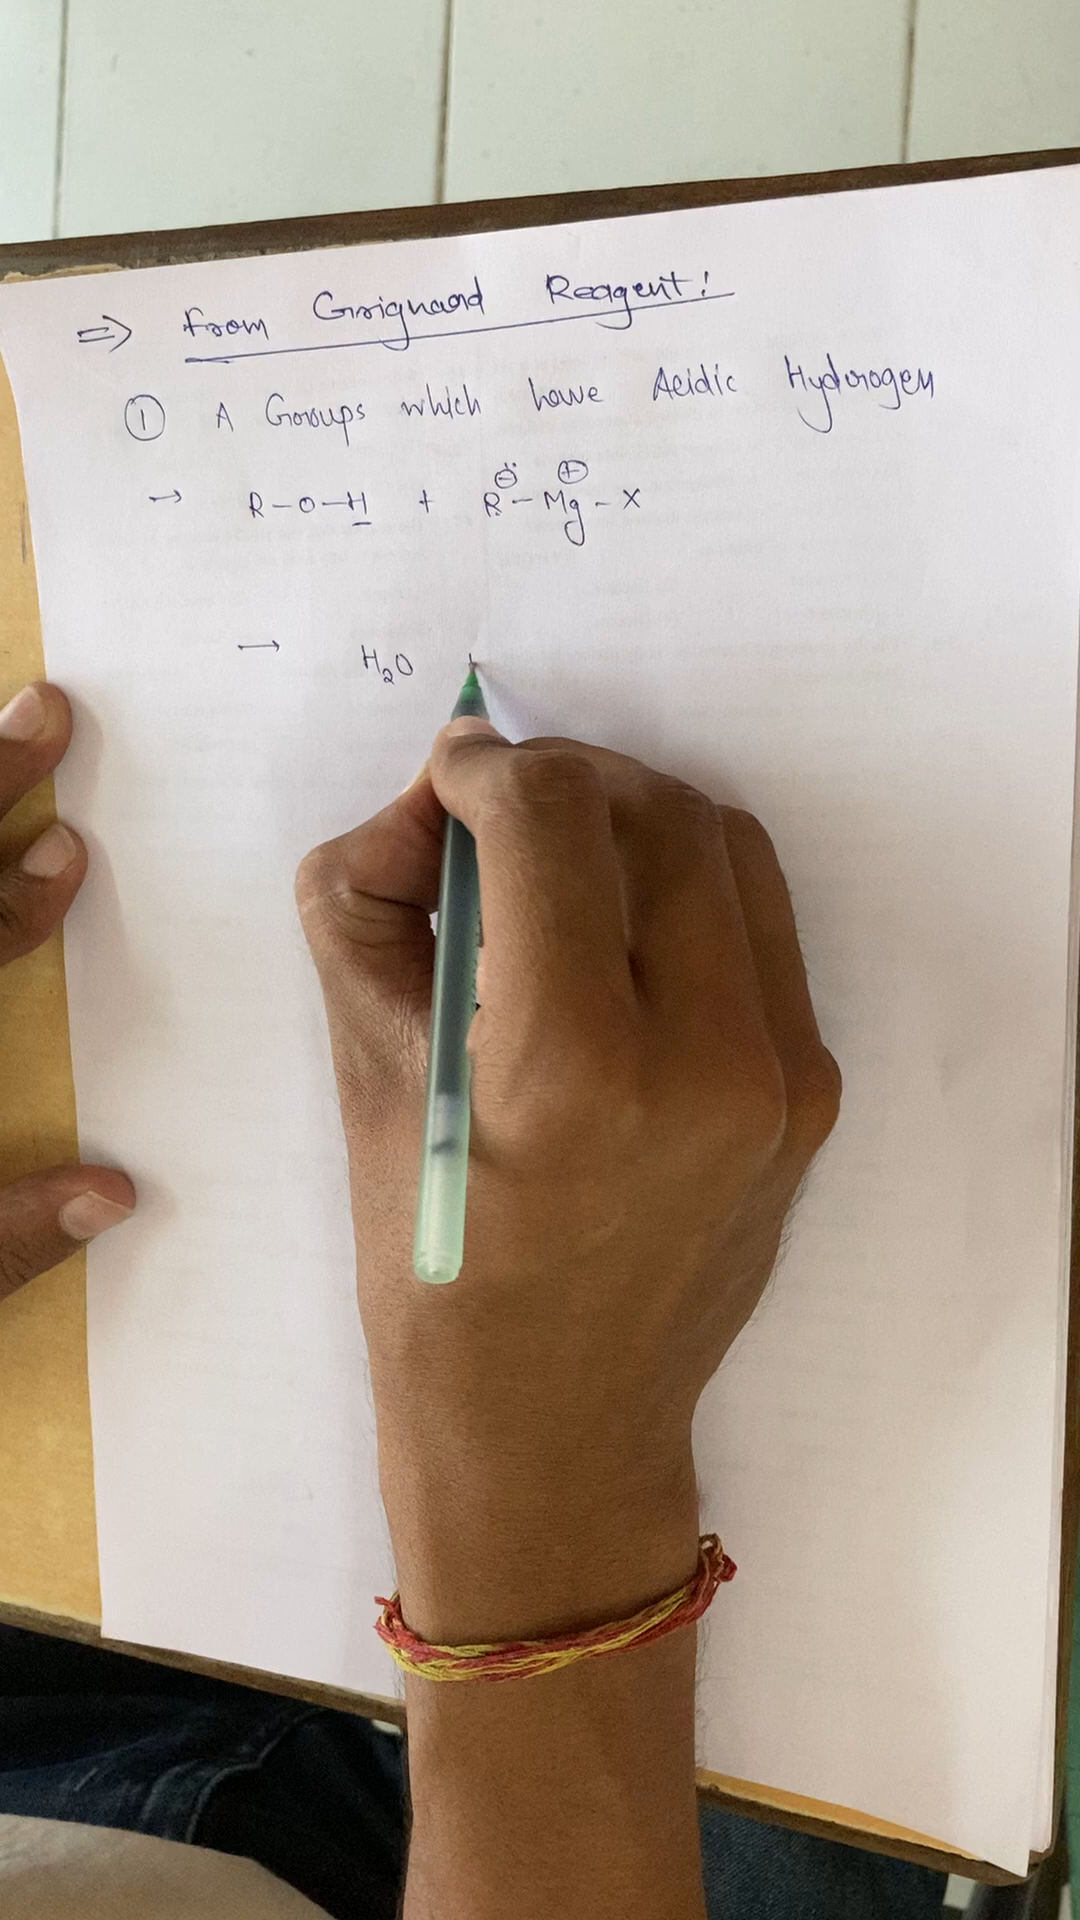 ⇒ From Grignard Reagent:
① A Groups which have Acidic Hydrogen
→ R-O-H + R-Mg-X
⊖ ⊕
→ H₂O